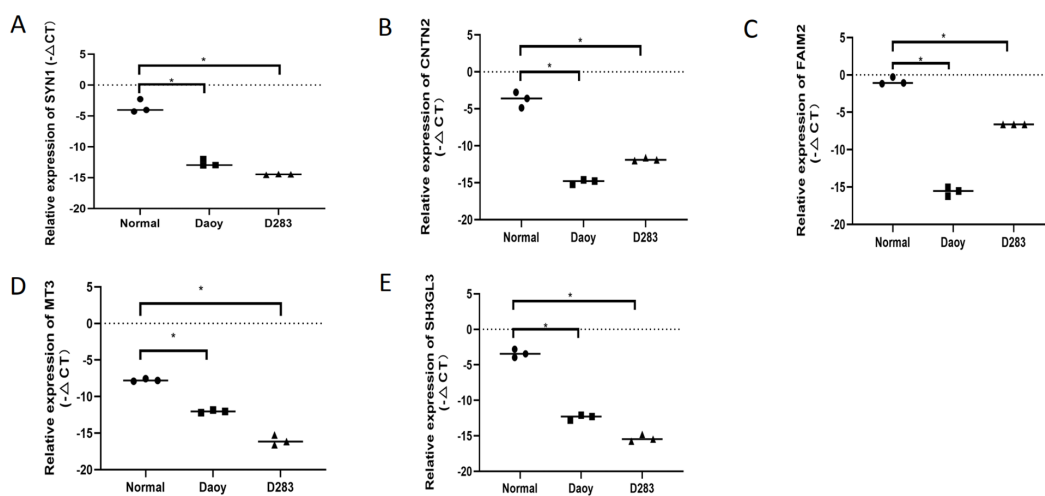 A
Relative expression of SYN1 (-△CT)
5
0
-5
-10
-15
-20
*
*
Normal
Daoy
D283
B
Relative expression of CNTN2
(-△ CT)
5
0
-5
-10
-15
-20
*
*
Normal
Daoy
D283
C
Relative expression of FAIM2
(-△ CT)
5
0
-5
-10
-15
-20
*
*
Normal
Daoy
D283
D
Relative expression of MT3
(-△ CT)
5
0
-5
-10
-15
-20
*
*
Normal
Daoy
D283
E
Relative expression of SH3GL3
(-△ CT)
5
0
-5
-10
-15
-20
*
*
Normal
Daoy
D283